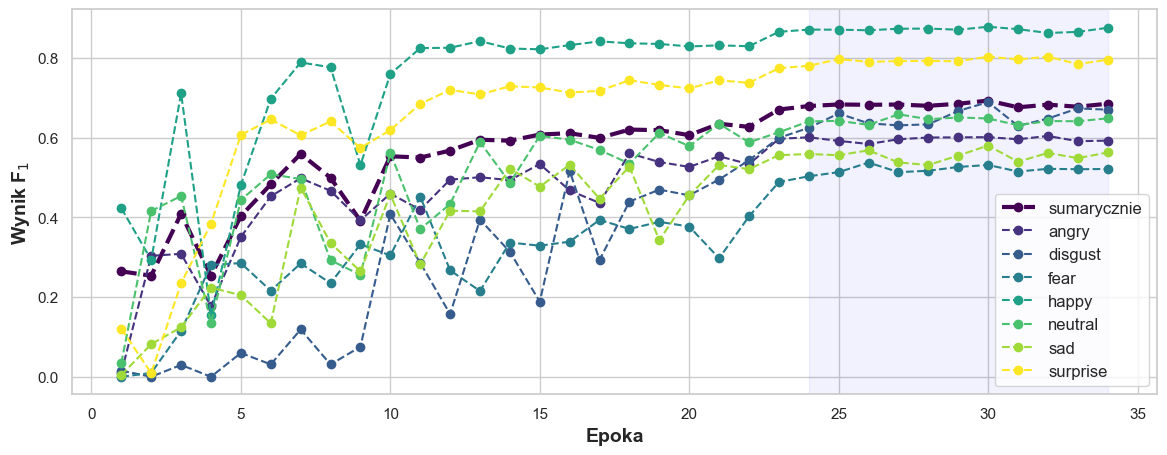 Wynik F1
0.8
0.6
0.4
0.2
0.0
0 5 10 15 20 25 30 35
Epoka
sumarycznie
angry
disgust
fear
happy
neutral
sad
surprise